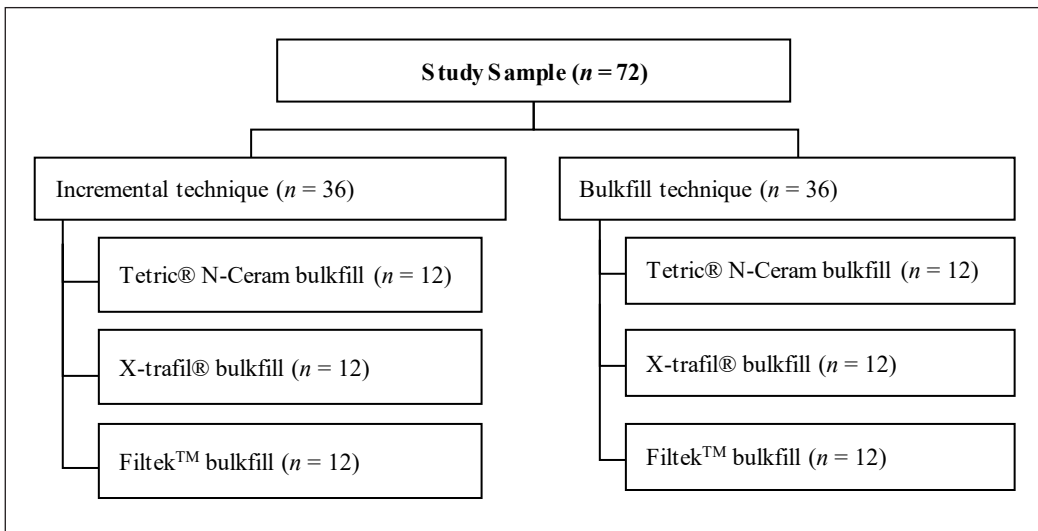 Study Sample (n = 72)
Incremental technique (n = 36)
Tetric® N-Ceram bulkfill (n = 12)
X-trafil® bulkfill (n = 12)
Filtek™ bulkfill (n = 12)
Bulkfill technique (n = 36)
Tetric® N-Ceram bulkfill (n = 12)
X-trafil® bulkfill (n = 12)
Filtek™ bulkfill (n = 12)